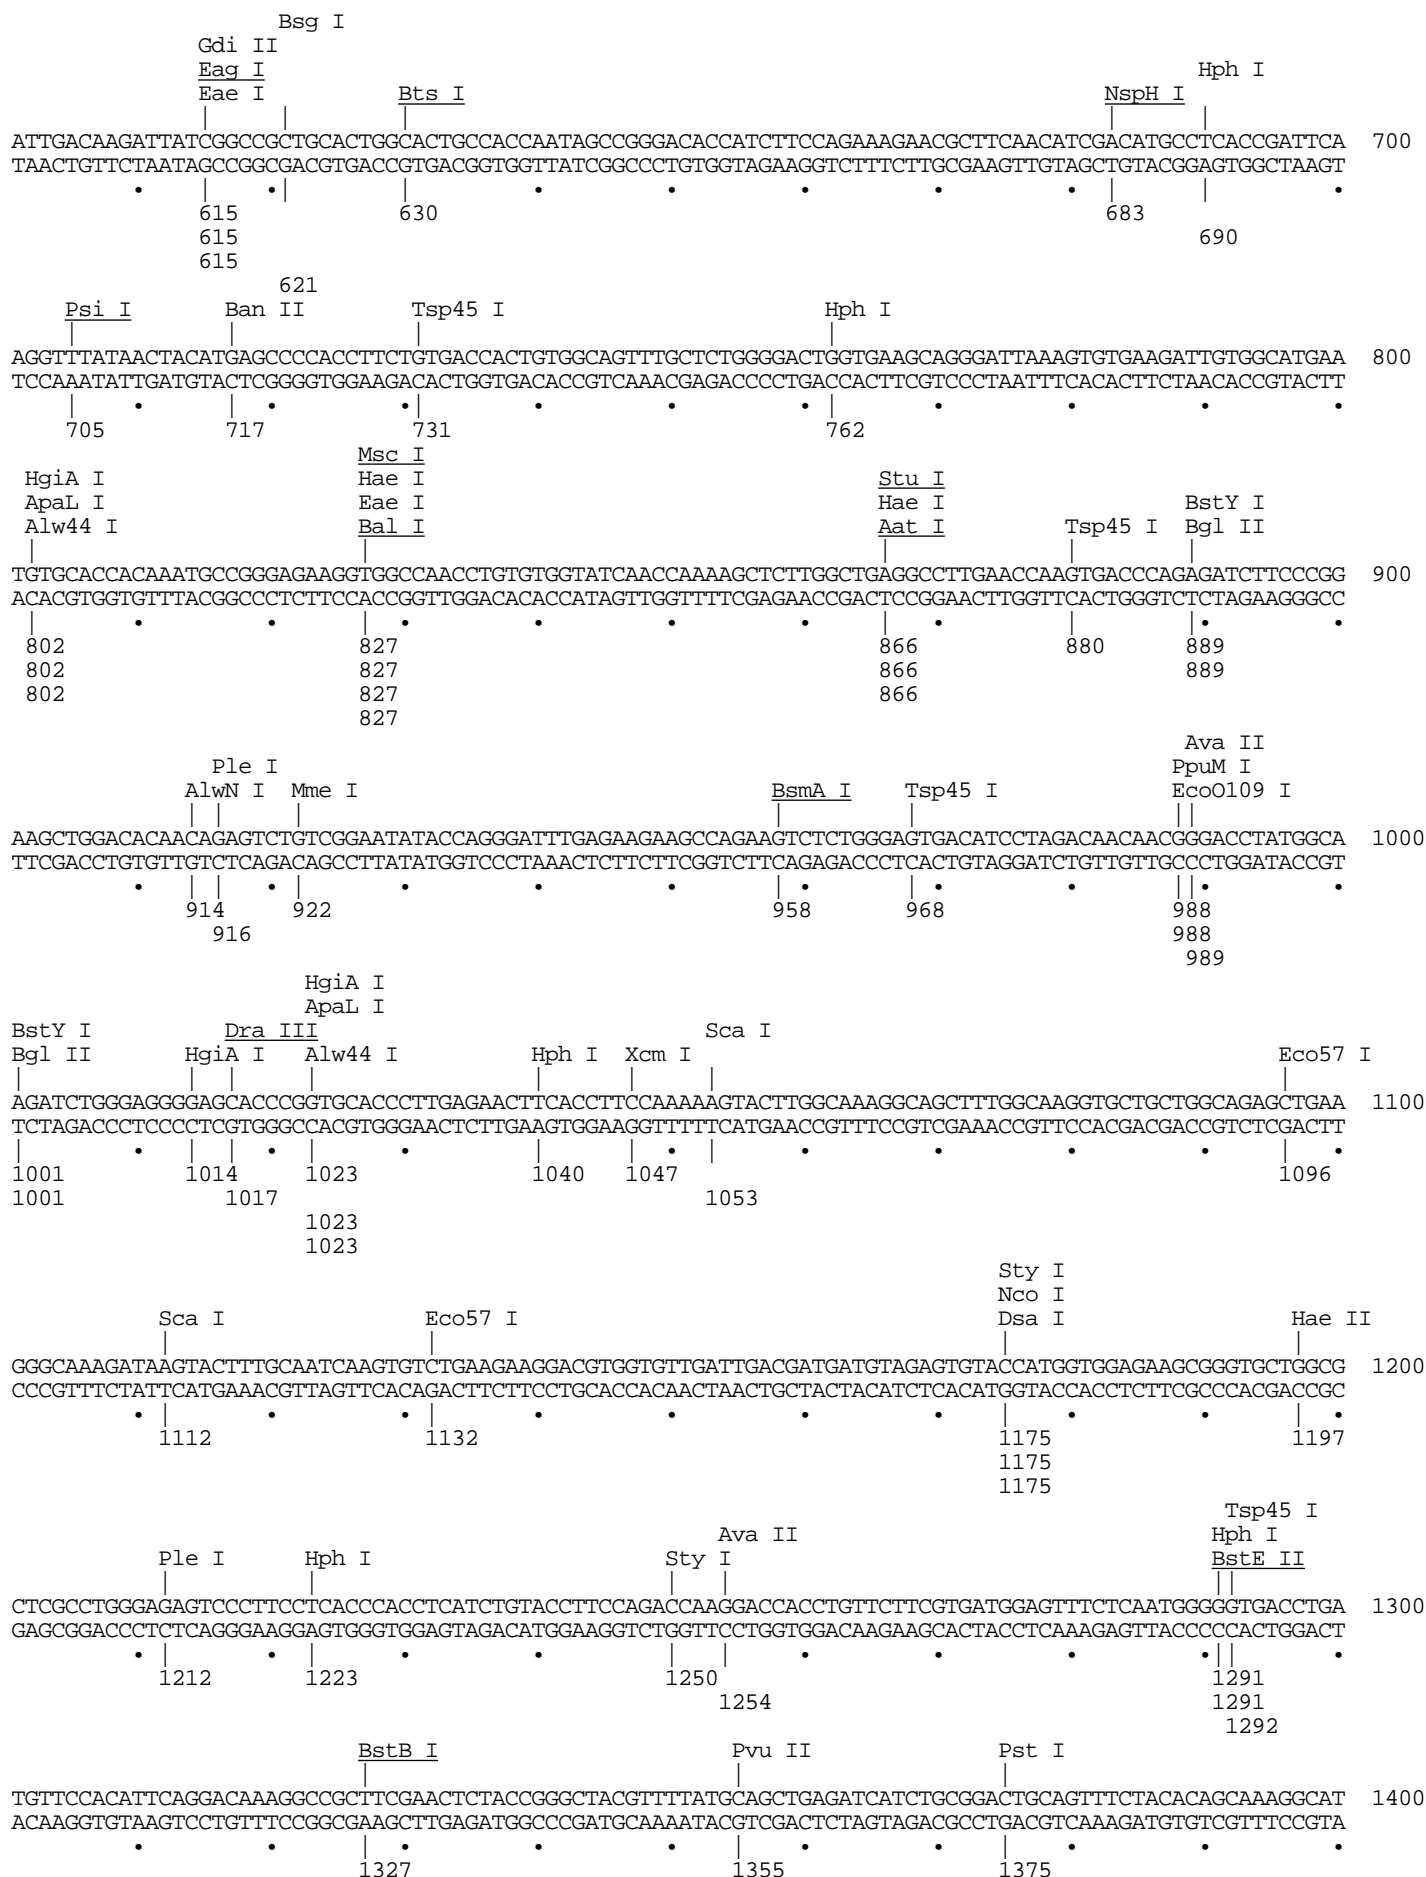 Bsg I
Gdi II
Eag I Hph I
Eae I Bts I NspH I
ATTGACAAGATTATCGGCCGCTGCACTGGCACTGCCACCAATAGCCGGGACACCATCTTCCAGAAAGAACGCTTCAACATCGACATGCCTCACCGATTCA 700
TAACTGTTCTAATAGCCGGCGACGTGACCGTGACGGTGGTTATCGGCCCTGTGGTAGAAGGTCTTTCTTGCGAAGTTGTAGCTGTACGGAGTGGCTAAGT
615 630 683
615 690
615
621
Psi I Ban II Tsp45 I Hph I
AGGTTTATAACTACATGAGCCCCACCTTCTGTGACCACTGTGGCAGTTTGCTCTGGGGACTGGTGAAGCAGGGATTAAAGTGTGAAGATTGTGGCATGAA 800
TCCAAATATTGATGTACTCGGGGTGGAAGACACTGGTGACACCGTCAAACGAGACCCCTGACCACTTCGTCCCTAATTTCACACTTCTAACACCGTACTT
705 717 731 762
Msc I
HgiA I Hae I Stu I
ApaL I Eae I Hae I BstY I
Alw44 I Bal I Aat I Tsp45 I Bgl II
TGTGCACCACAAATGCCGGGAGAAGGTGGCCAACCTGTGTGGTATCAACCAAAAGCTCTTGGCTGAGGCCTTGAACCAAGTGACCCAGAGATCTTCCCGG 900
ACACGTGGTGTTTACGGCCCTCTTCCACCGGTTGGACACACCATAGTTGGTTTTCGAGAACCGACTCCGGAACTTGGTTCACTGGGTCTCTAGAAGGGCC
802 827 866 880 889
802 827 866 889
802 827 866
827
Ava II
Ple I PpuM I
AlwN I Mme I BsmA I Tsp45 I EcoO109 I
AAGCTGGACACAACAGAGTCTGTCGGAATATACCAGGGATTTGAGAAGAAGCCAGAAGTCTCTGGGAGTGACATCCTAGACAACAACGGGACCTATGGCA 1000
TTCGACCTGTGTTGTCTCAGACAGCCTTATATGGTCCCTAAACTCTTCTTCGGTCTTCAGAGACCCTCACTGTAGGATCTGTTGTTGCCCTGGATACCGT
914 922 958 968 988
916 988
989
HgiA I
ApaL I
BstY I Dra III Sca I
Bgl II HgiA I Alw44 I Hph I Xcm I Eco57 I
AGATCTGGGAGGGGAGCACCCGGTGCACCCTTGAGAACTTCACCTTCCAAAAAGTACTTGGCAAAGGCAGCTTTGGCAAGGTGCTGCTGGCAGAGCTGAA 1100
TCTAGACCCTCCCCTCGTGGGCCACGTGGGAACTCTTGAAGTGGAAGGTTTTTCATGAACCGTTTCCGTCGAAACCGTTCCACGACGACCGTCTCGACTT
1001 1014 1023 1040 1047 1096
1001 1017 1053
1023
1023
Sty I
Nco I
Sca I Eco57 I Dsa I Hae II
GGGCAAAGATAAGTACTTTGCAATCAAGTGTCTGAAGAAGGACGTGGTGTTGATTGACGATGATGTAGAGTGTACCATGGTGGAGAAGCGGGTGCTGGCG 1200
CCCGTTTCTATTCATGAAACGTTAGTTCACAGACTTCTTCCTGCACCACAACTAACTGCTACTACATCTCACATGGTACCACCTCTTCGCCCACGACCGC
1112 1132 1175 1197
1175
1175
Tsp45 I
Ava II Hph I
Ple I Hph I Sty I BstE II
CTCGCCTGGGAGAGTCCCTTCCTCACCCACCTCATCTGTACCTTCCAGACCAAGGACCACCTGTTCTTCGTGATGGAGTTTCTCAATGGGGGTGACCTGA 1300
GAGCGGACCCTCTCAGGGAAGGAGTGGGTGGAGTAGACATGGAAGGTCTGGTTCCTGGTGGACAAGAAGCACTACCTCAAAGAGTTACCCCCACTGGACT
1212 1223 1250 1291
1254 1291
1292
BstB I Pvu II Pst I
TGTTCCACATTCAGGACAAAGGCCGCTTCGAACTCTACCGGGCTACGTTTTATGCAGCTGAGATCATCTGCGGACTGCAGTTTCTACACAGCAAAGGCAT 1400
ACAAGGTGTAAGTCCTGTTTCCGGCGAAGCTTGAGATGGCCCGATGCAAAATACGTCGACTCTAGTAGACGCCTGACGTCAAAGATGTGTCGTTTCCGTA
1327 1355 1375